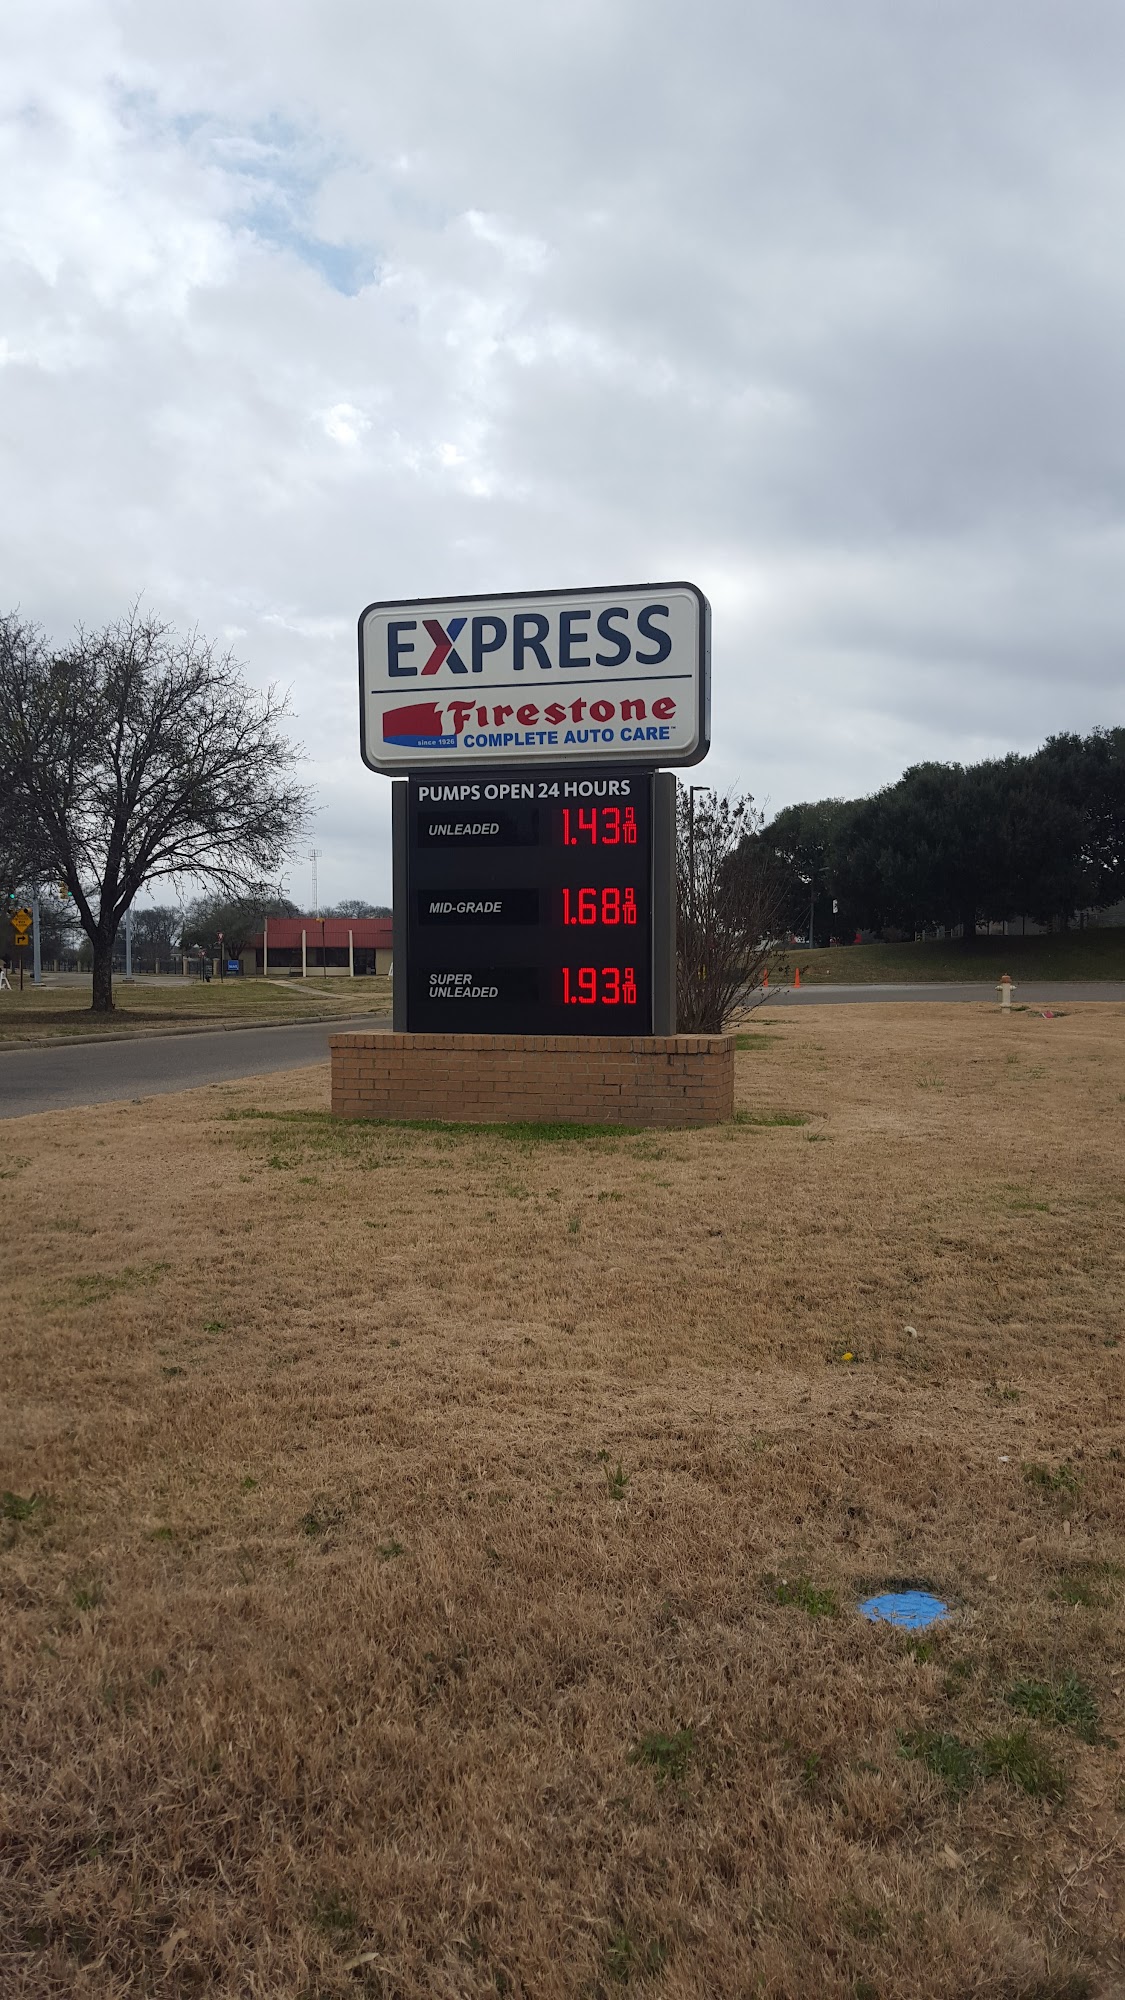 EXPRESS
Firestone
since 1926 COMPLETE AUTO CARE™
PUMPS OPEN 24 HOURS
UNLEADED 1.43 9/10
MID-GRADE 1.68 9/10
SUPER
UNLEADED 1.93 9/10